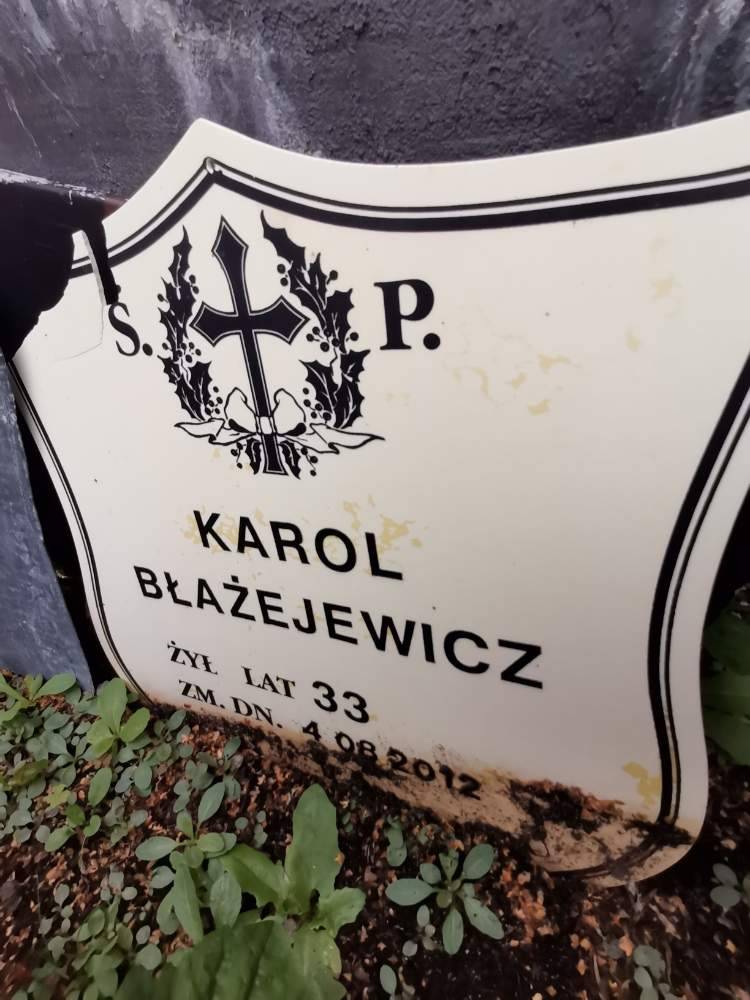 S. P.
KAROL
BŁAŻEJEWICZ
ŻYŁ LAT 33
ZM. DN. 4 08 2012